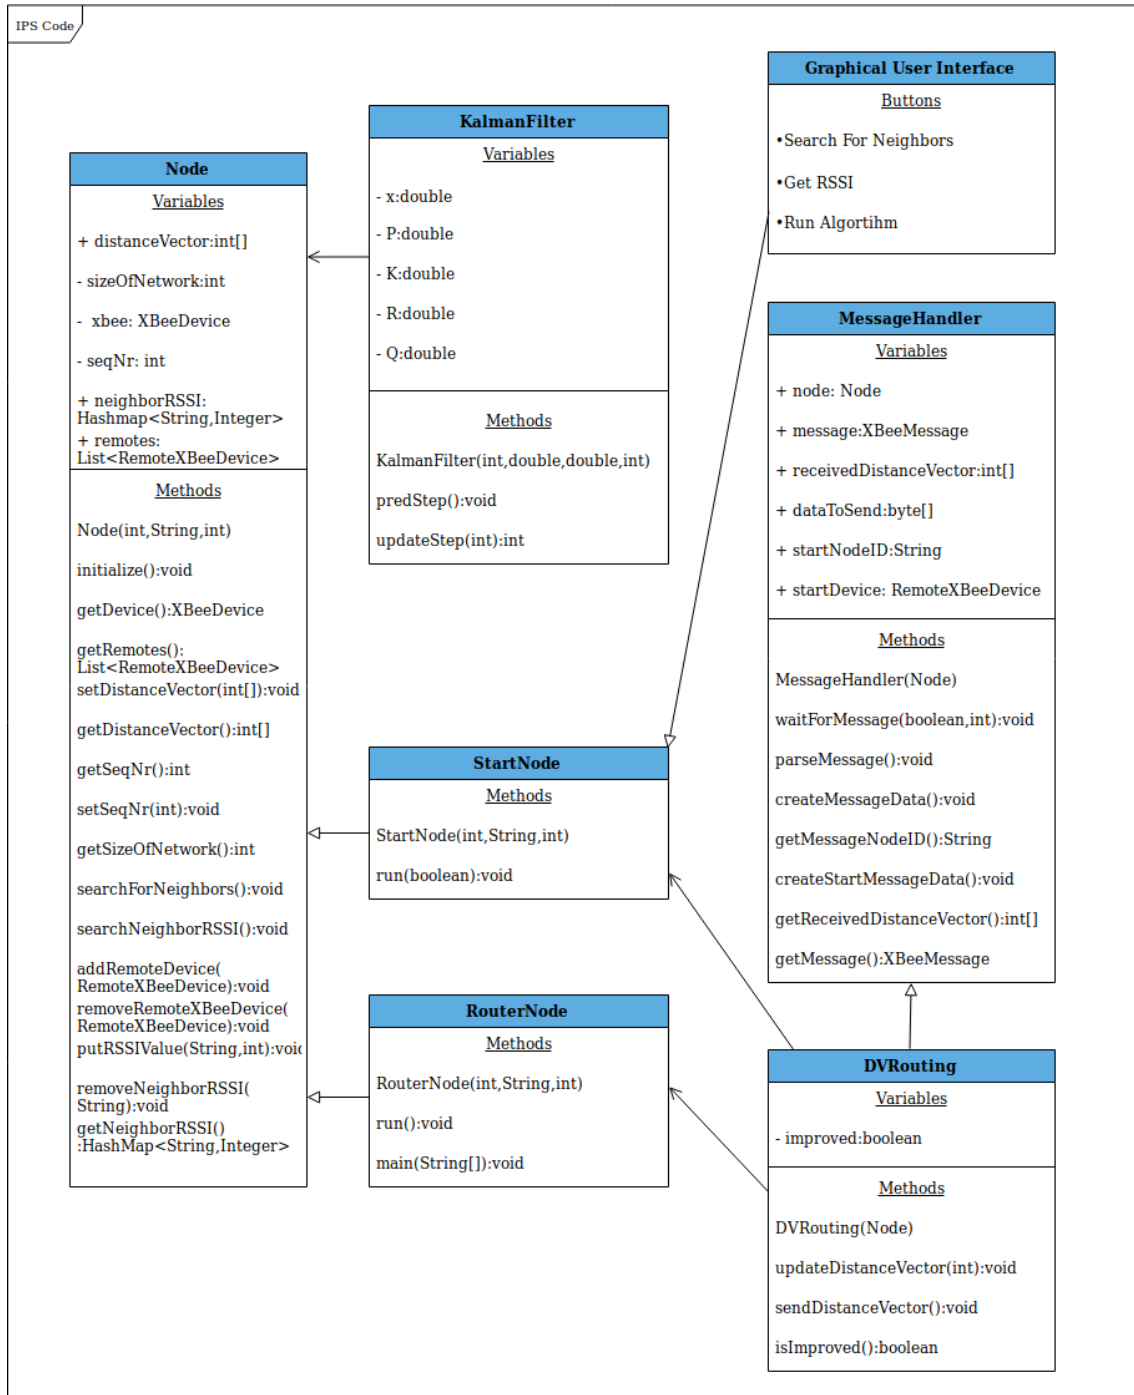 IPS Code
Node
Variables
+ distanceVector:int[]
- sizeOfNetwork:int
- xbee: XBeeDevice
- seqNr: int
+ neighborRSSI:
Hashmap<String,Integer>
+ remotes:
List<RemoteXBeeDevice>
Methods
Node(int,String,int)
initialize():void
getDevice():XBeeDevice
getRemotes():
List<RemoteXBeeDevice>
setDistanceVector(int[]):void
getDistanceVector():int[]
getSeqNr():int
setSeqNr(int):void
getSizeOfNetwork():int
searchForNeighbors():void
searchNeighborRSSI():void
addRemoteDevice(
RemoteXBeeDevice):void
removeRemoteXBeeDevice(
RemoteXBeeDevice):void
putRSSIValue(String,int):void
removeNeighborRSSI(
String):void
getNeighborRSSI()
:HashMap<String,Integer>
KalmanFilter
Variables
- x:double
- P:double
- K:double
- R:double
- Q:double
Methods
KalmanFilter(int,double,double,int)
predStep():void
updateStep(int):int
StartNode
Methods
StartNode(int,String,int)
run(boolean):void
RouterNode
Methods
RouterNode(int,String,int)
run():void
main(String[]):void
Graphical User Interface
Buttons
•Search For Neighbors
•Get RSSI
•Run Algortihm
MessageHandler
Variables
+ node: Node
+ message:XBeeMessage
+ receivedDistanceVector:int[]
+ dataToSend:byte[]
+ startNodeID:String
+ startDevice: RemoteXBeeDevice
Methods
MessageHandler(Node)
waitForMessage(boolean,int):void
parseMessage():void
createMessageData():void
getMessageNodeID():String
createStartMessageData():void
getReceivedDistanceVector():int[]
getMessage():XBeeMessage
DVRouting
Variables
- improved:boolean
Methods
DVRouting(Node)
updateDistanceVector(int):void
sendDistanceVector():void
isImproved():boolean